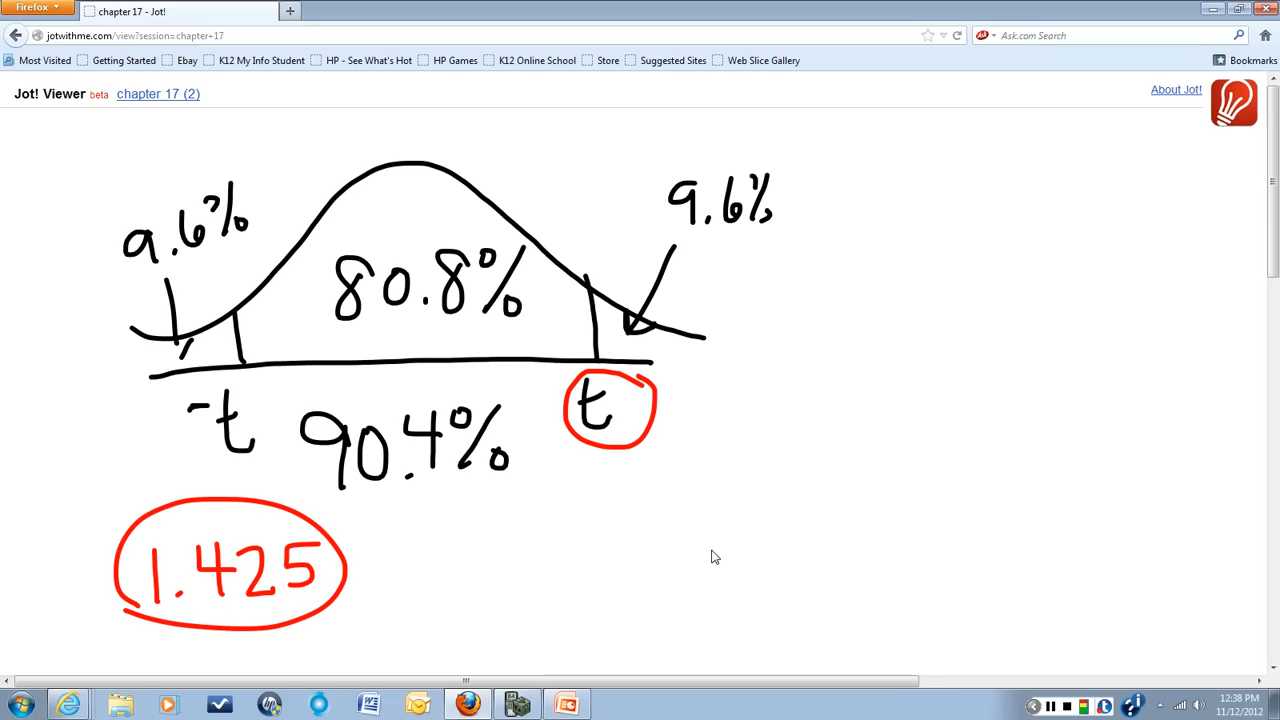 Firefox
chapter 17 - Jot!
jotwithme.com/view?session=chapter+17
Ask.com Search
Most Visited Getting Started Ebay K12 My Info Student HP - See What's Hot HP Games K12 Online School Store Suggested Sites Web Slice Gallery Bookmarks
Jot! Viewer beta chapter 17 (2) About Jot!
9.6% 9.6%
80.8%
-t 90.4% t
1.425
12:38 PM
11/12/2012